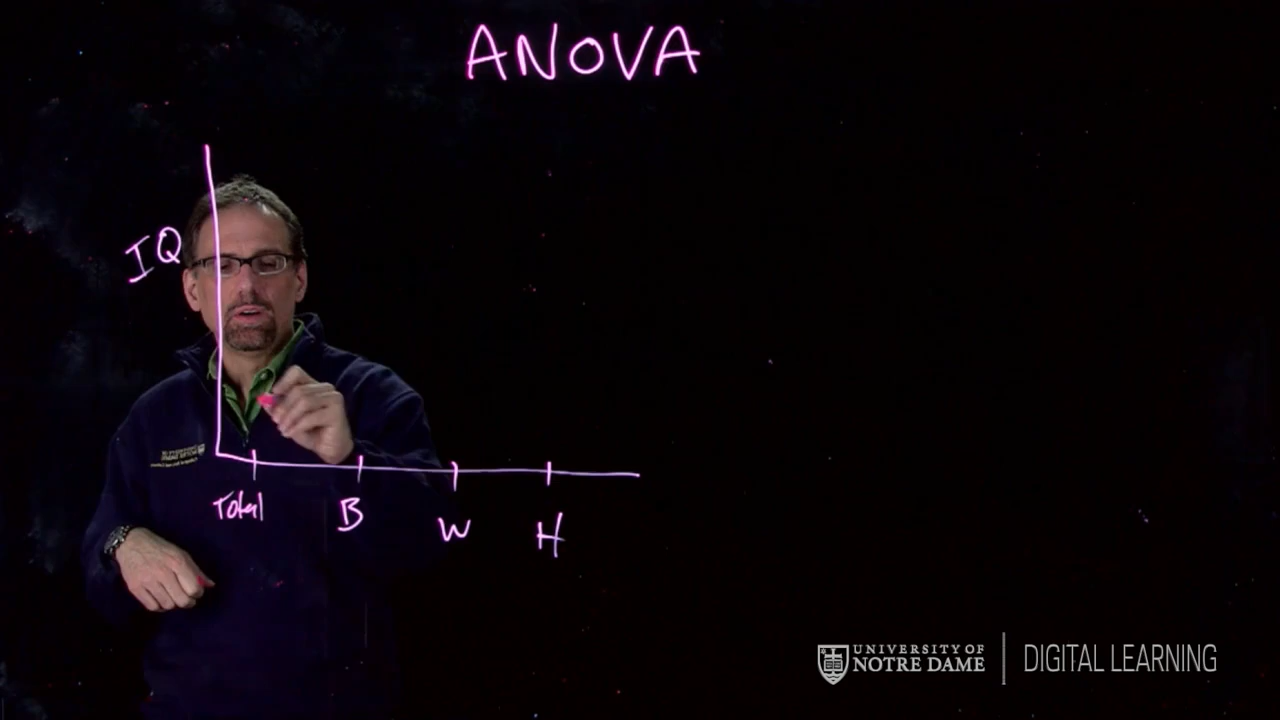 ANOVA
IQ
Total B W H
UNIVERSITY OF
NOTRE DAME
DIGITAL LEARNING